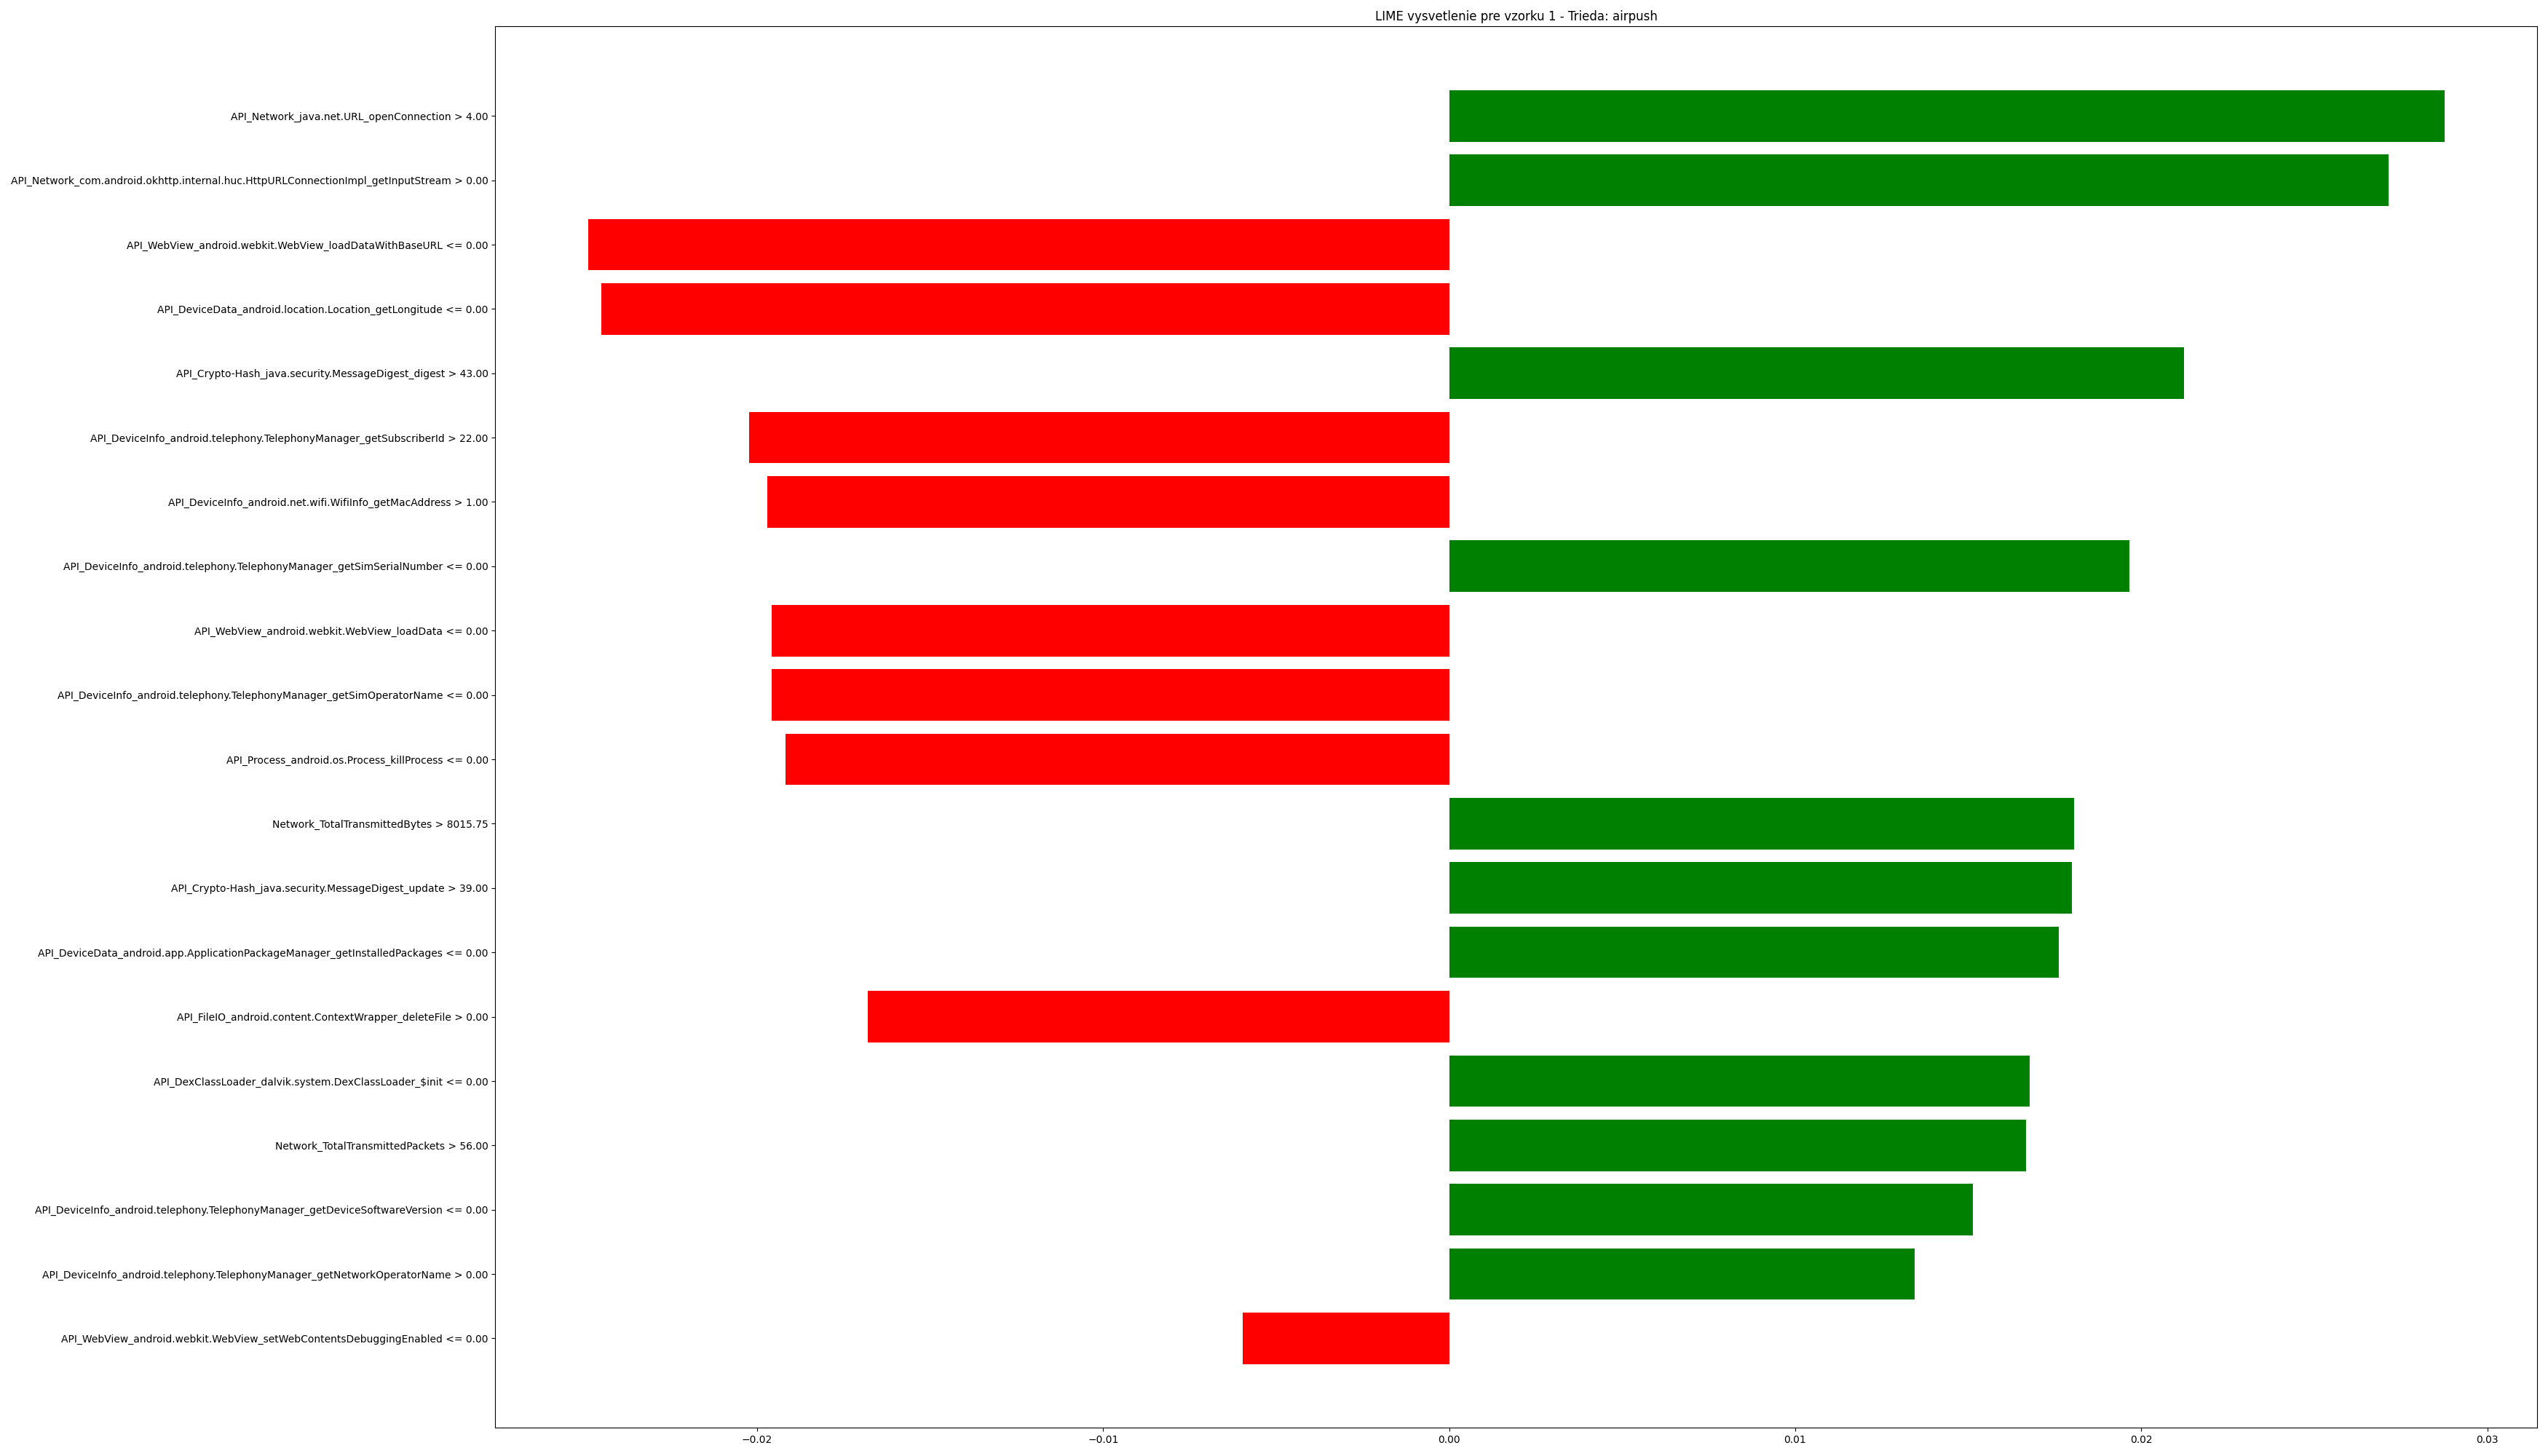 LIME vysvetlenie pre vzorku 1 - Trieda: airpush
API_Network_java.net.URL_openConnection > 4.00
API_Network_com.android.okhttp.internal.huc.HttpURLConnectionImpl_getInputStream > 0.00
API_WebView_android.webkit.WebView_loadDataWithBaseURL <= 0.00
API_DeviceData_android.location.Location_getLongitude <= 0.00
API_Crypto-Hash_java.security.MessageDigest_digest > 43.00
API_DeviceInfo_android.telephony.TelephonyManager_getSubscriberId > 22.00
API_DeviceInfo_android.net.wifi.WifiInfo_getMacAddress > 1.00
API_DeviceInfo_android.telephony.TelephonyManager_getSimSerialNumber <= 0.00
API_WebView_android.webkit.WebView_loadData <= 0.00
API_DeviceInfo_android.telephony.TelephonyManager_getSimOperatorName <= 0.00
API_Process_android.os.Process_killProcess <= 0.00
Network_TotalTransmittedBytes > 8015.75
API_Crypto-Hash_java.security.MessageDigest_update > 39.00
API_DeviceData_android.app.ApplicationPackageManager_getInstalledPackages <= 0.00
API_FileIO_android.content.ContextWrapper_deleteFile > 0.00
API_DexClassLoader_dalvik.system.DexClassLoader_$init <= 0.00
Network_TotalTransmittedPackets > 56.00
API_DeviceInfo_android.telephony.TelephonyManager_getDeviceSoftwareVersion <= 0.00
API_DeviceInfo_android.telephony.TelephonyManager_getNetworkOperatorName > 0.00
API_WebView_android.webkit.WebView_setWebContentsDebuggingEnabled <= 0.00
−0.02 −0.01 0.00 0.01 0.02 0.03